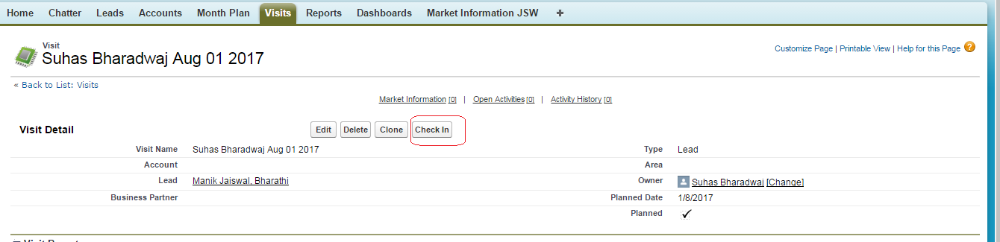 Home Chatter Leads Accounts Month Plan Visits Reports Dashboards Market Information JSW +
Visit
Suhas Bharadwaj Aug 01 2017
Customize Page | Printable View | Help for this Page ?
« Back to List: Visits
Market Information [0] | Open Activities [0] | Activity History [0]
Visit Detail Edit Delete Clone Check In
Visit Name Suhas Bharadwaj Aug 01 2017 Type Lead
Account Area
Lead Manik Jaiswal, Bharathi Owner Suhas Bharadwaj [Change]
Business Partner Planned Date 1/8/2017
Planned ✓